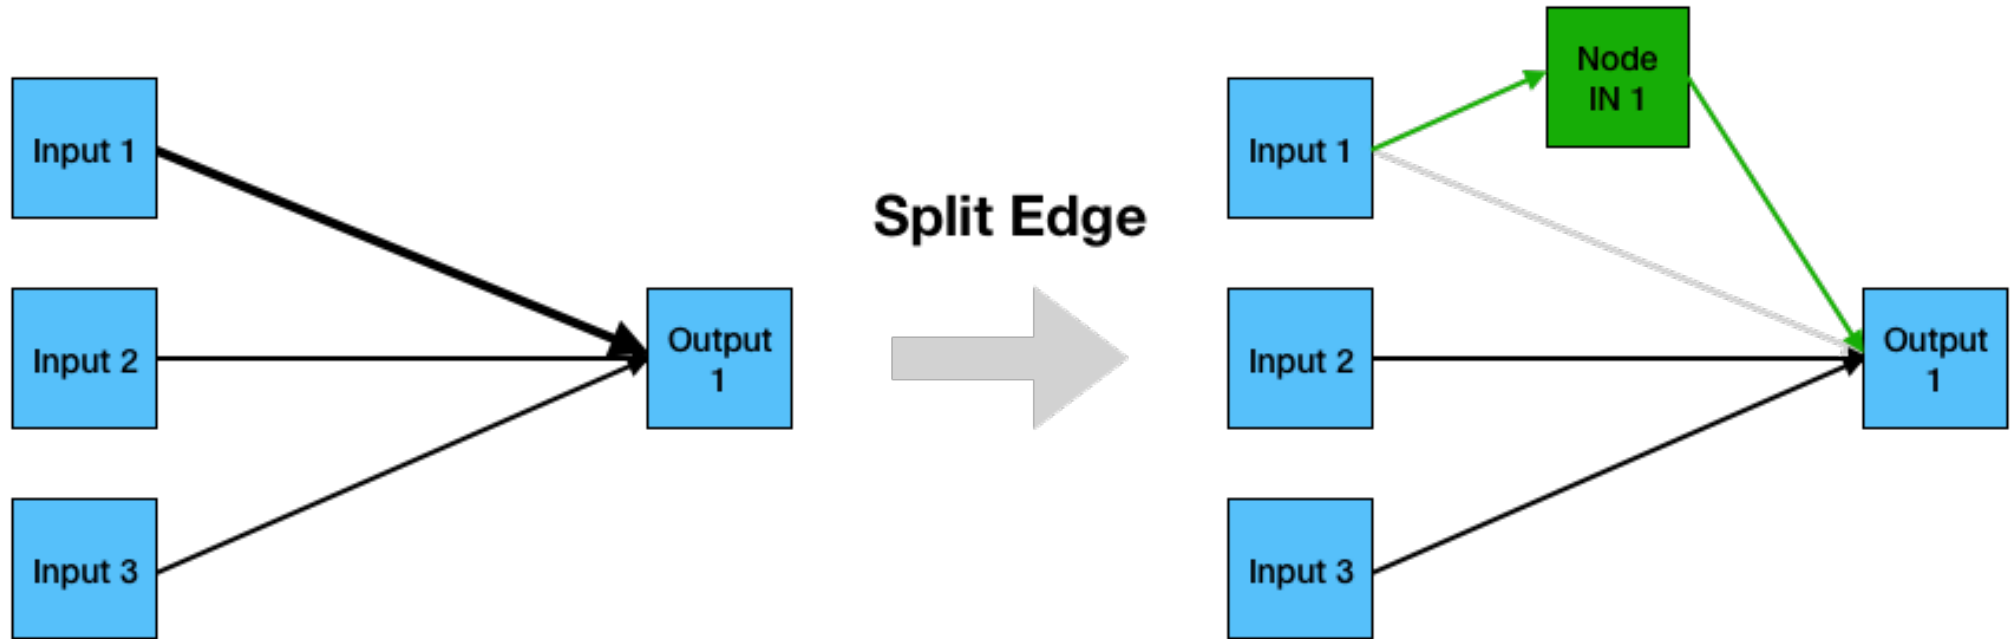 Input 1
Input 2
Input 3
Output
1
Split Edge
Node
IN 1
Input 1
Input 2
Input 3
Output
1